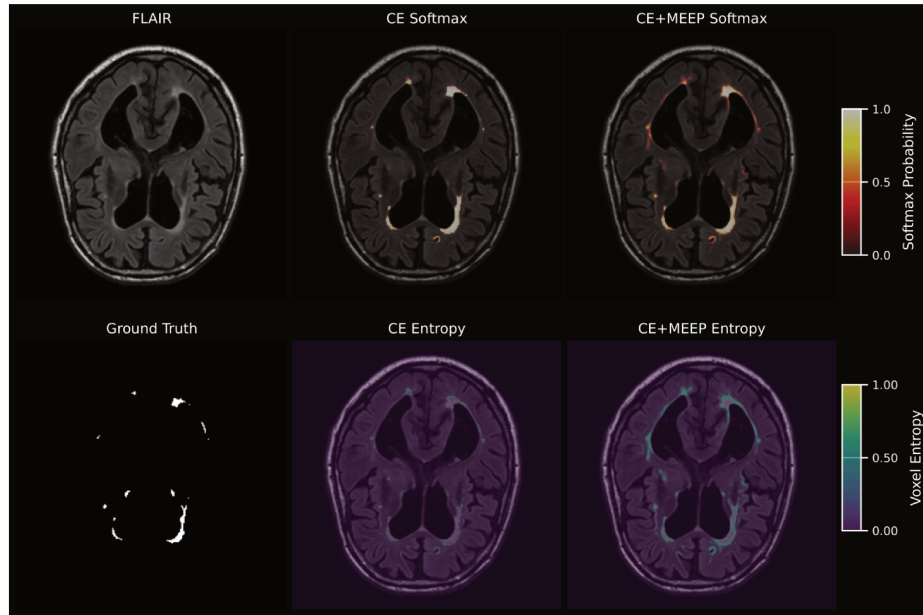 FLAIR
CE Softmax
CE+MEEP Softmax
1.0
0.5
0.0
Softmax Probability
Ground Truth
CE Entropy
CE+MEEP Entropy
1.00
0.50
0.00
Voxel Entropy